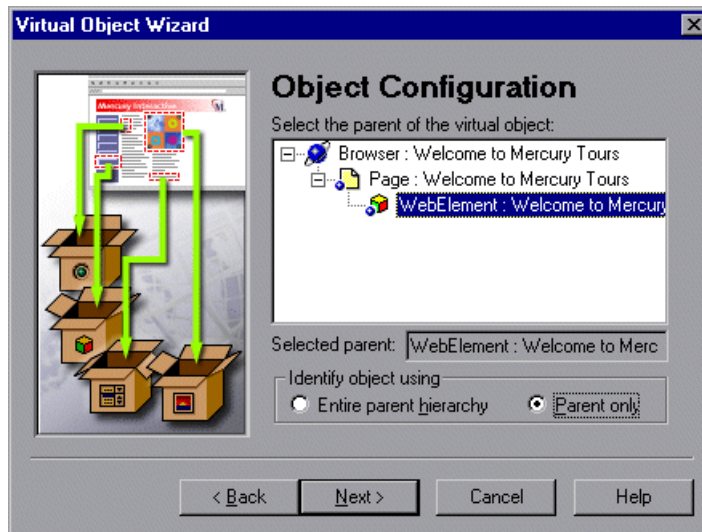 Virtual Object Wizard
Mercury Interactive
Object Configuration
Select the parent of the virtual object:
Browser : Welcome to Mercury Tours
Page : Welcome to Mercury Tours
WebElement : Welcome to Mercury
Selected parent: WebElement : Welcome to Merc
Identify object using
Entire parent hierarchy Parent only
< Back Next > Cancel Help